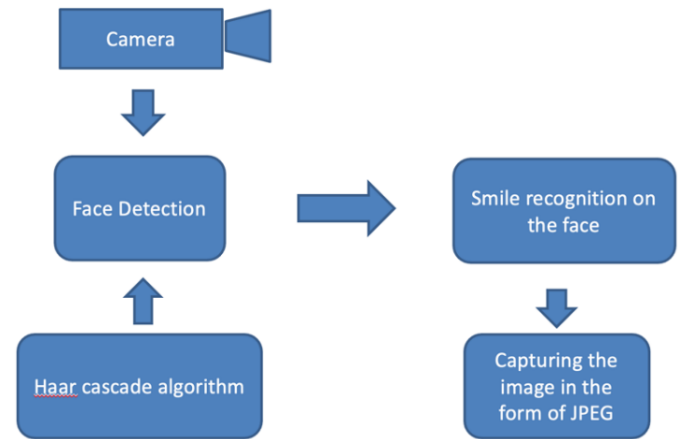 Camera
Face Detection
Haar cascade algorithm
Smile recognition on
the face
Capturing the
image in the
form of JPEG